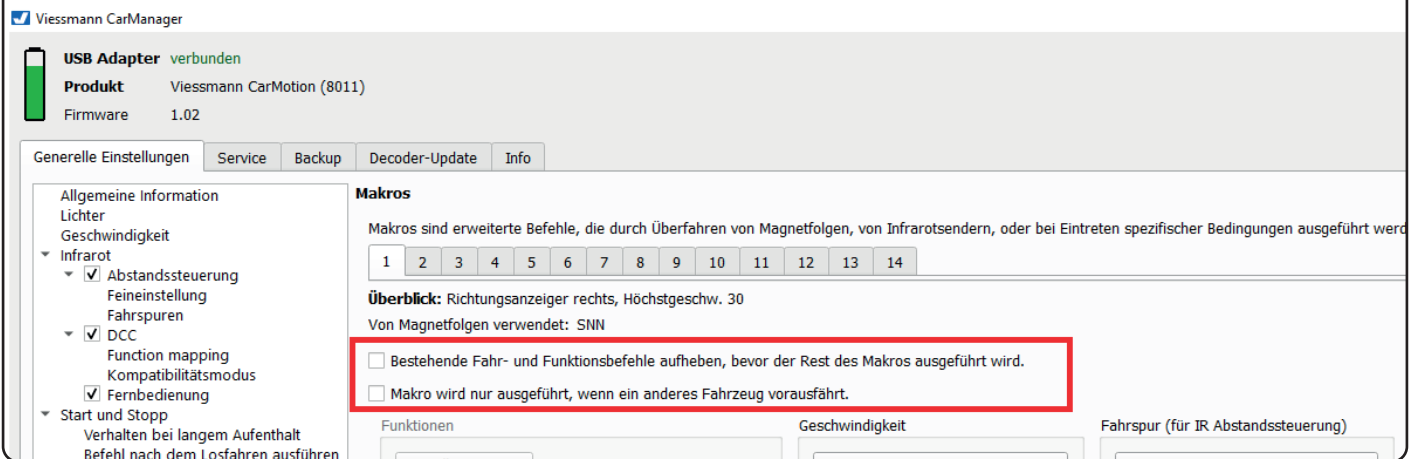 Viessmann CarManager
USB Adapter verbunden
Produkt Viessmann CarMotion (8011)
Firmware 1.02
Generelle Einstellungen Service Backup Decoder-Update Info
Allgemeine Information
Lichter
Geschwindigkeit
Infrarot
Abstandssteuerung
Feineinstellung
Fahrspuren
DCC
Function mapping
Kompatibilitätsmodus
Fernbedienung
Start und Stopp
Verhalten bei langem Aufenthalt
Befehl nach dem Losfahren ausführen
Makros
Makros sind erweiterte Befehle, die durch Überfahren von Magnetfolgen, von Infrarotsendern, oder bei Eintreten spezifischer Bedingungen ausgeführt werd
1 2 3 4 5 6 7 8 9 10 11 12 13 14
Überblick: Richtungsanzeiger rechts, Höchstgeschw. 30
Von Magnetfolgen verwendet: SNN
Bestehende Fahr- und Funktionsbefehle aufheben, bevor der Rest des Makros ausgeführt wird.
Makro wird nur ausgeführt, wenn ein anderes Fahrzeug vorausfährt.
Funktionen Geschwindigkeit Fahrspur (für IR Abstandssteuerung)